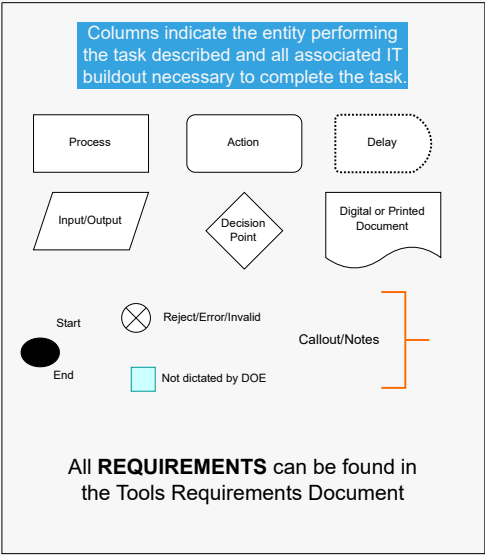 Columns indicate the entity performing
the task described and all associated IT
buildout necessary to complete the task.
Process
Action
Delay
Input/Output
Decision
Point
Digital or Printed
Document
Start
Reject/Error/Invalid
Callout/Notes
End
Not dictated by DOE
All REQUIREMENTS can be found in
the Tools Requirements Document